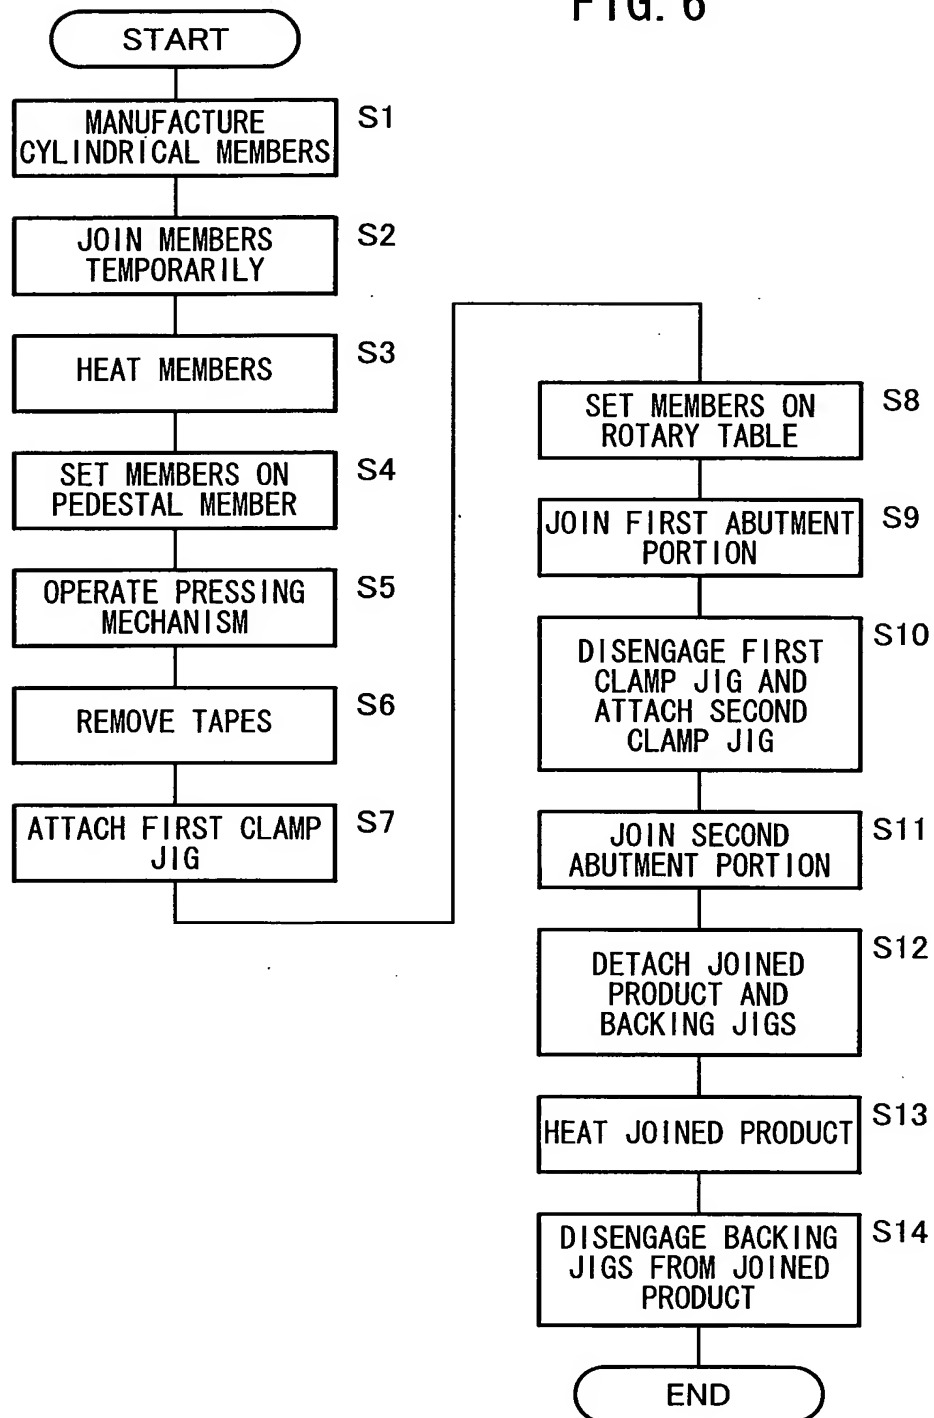 FIG. 6
START
S1
MANUFACTURE
CYLINDRICAL MEMBERS
S2
JOIN MEMBERS
TEMPORARILY
S3
HEAT MEMBERS
S4
SET MEMBERS ON
PEDESTAL MEMBER
S5
OPERATE PRESSING
MECHANISM
S6
REMOVE TAPES
S7
ATTACH FIRST CLAMP
JIG
S8
SET MEMBERS ON
ROTARY TABLE
S9
JOIN FIRST ABUTMENT
PORTION
S10
DISENGAGE FIRST
CLAMP JIG AND
ATTACH SECOND
CLAMP JIG
S11
JOIN SECOND
ABUTMENT PORTION
S12
DETACH JOINED
PRODUCT AND
BACKING JIGS
S13
HEAT JOINED PRODUCT
S14
DISENGAGE BACKING
JIGS FROM JOINED
PRODUCT
END